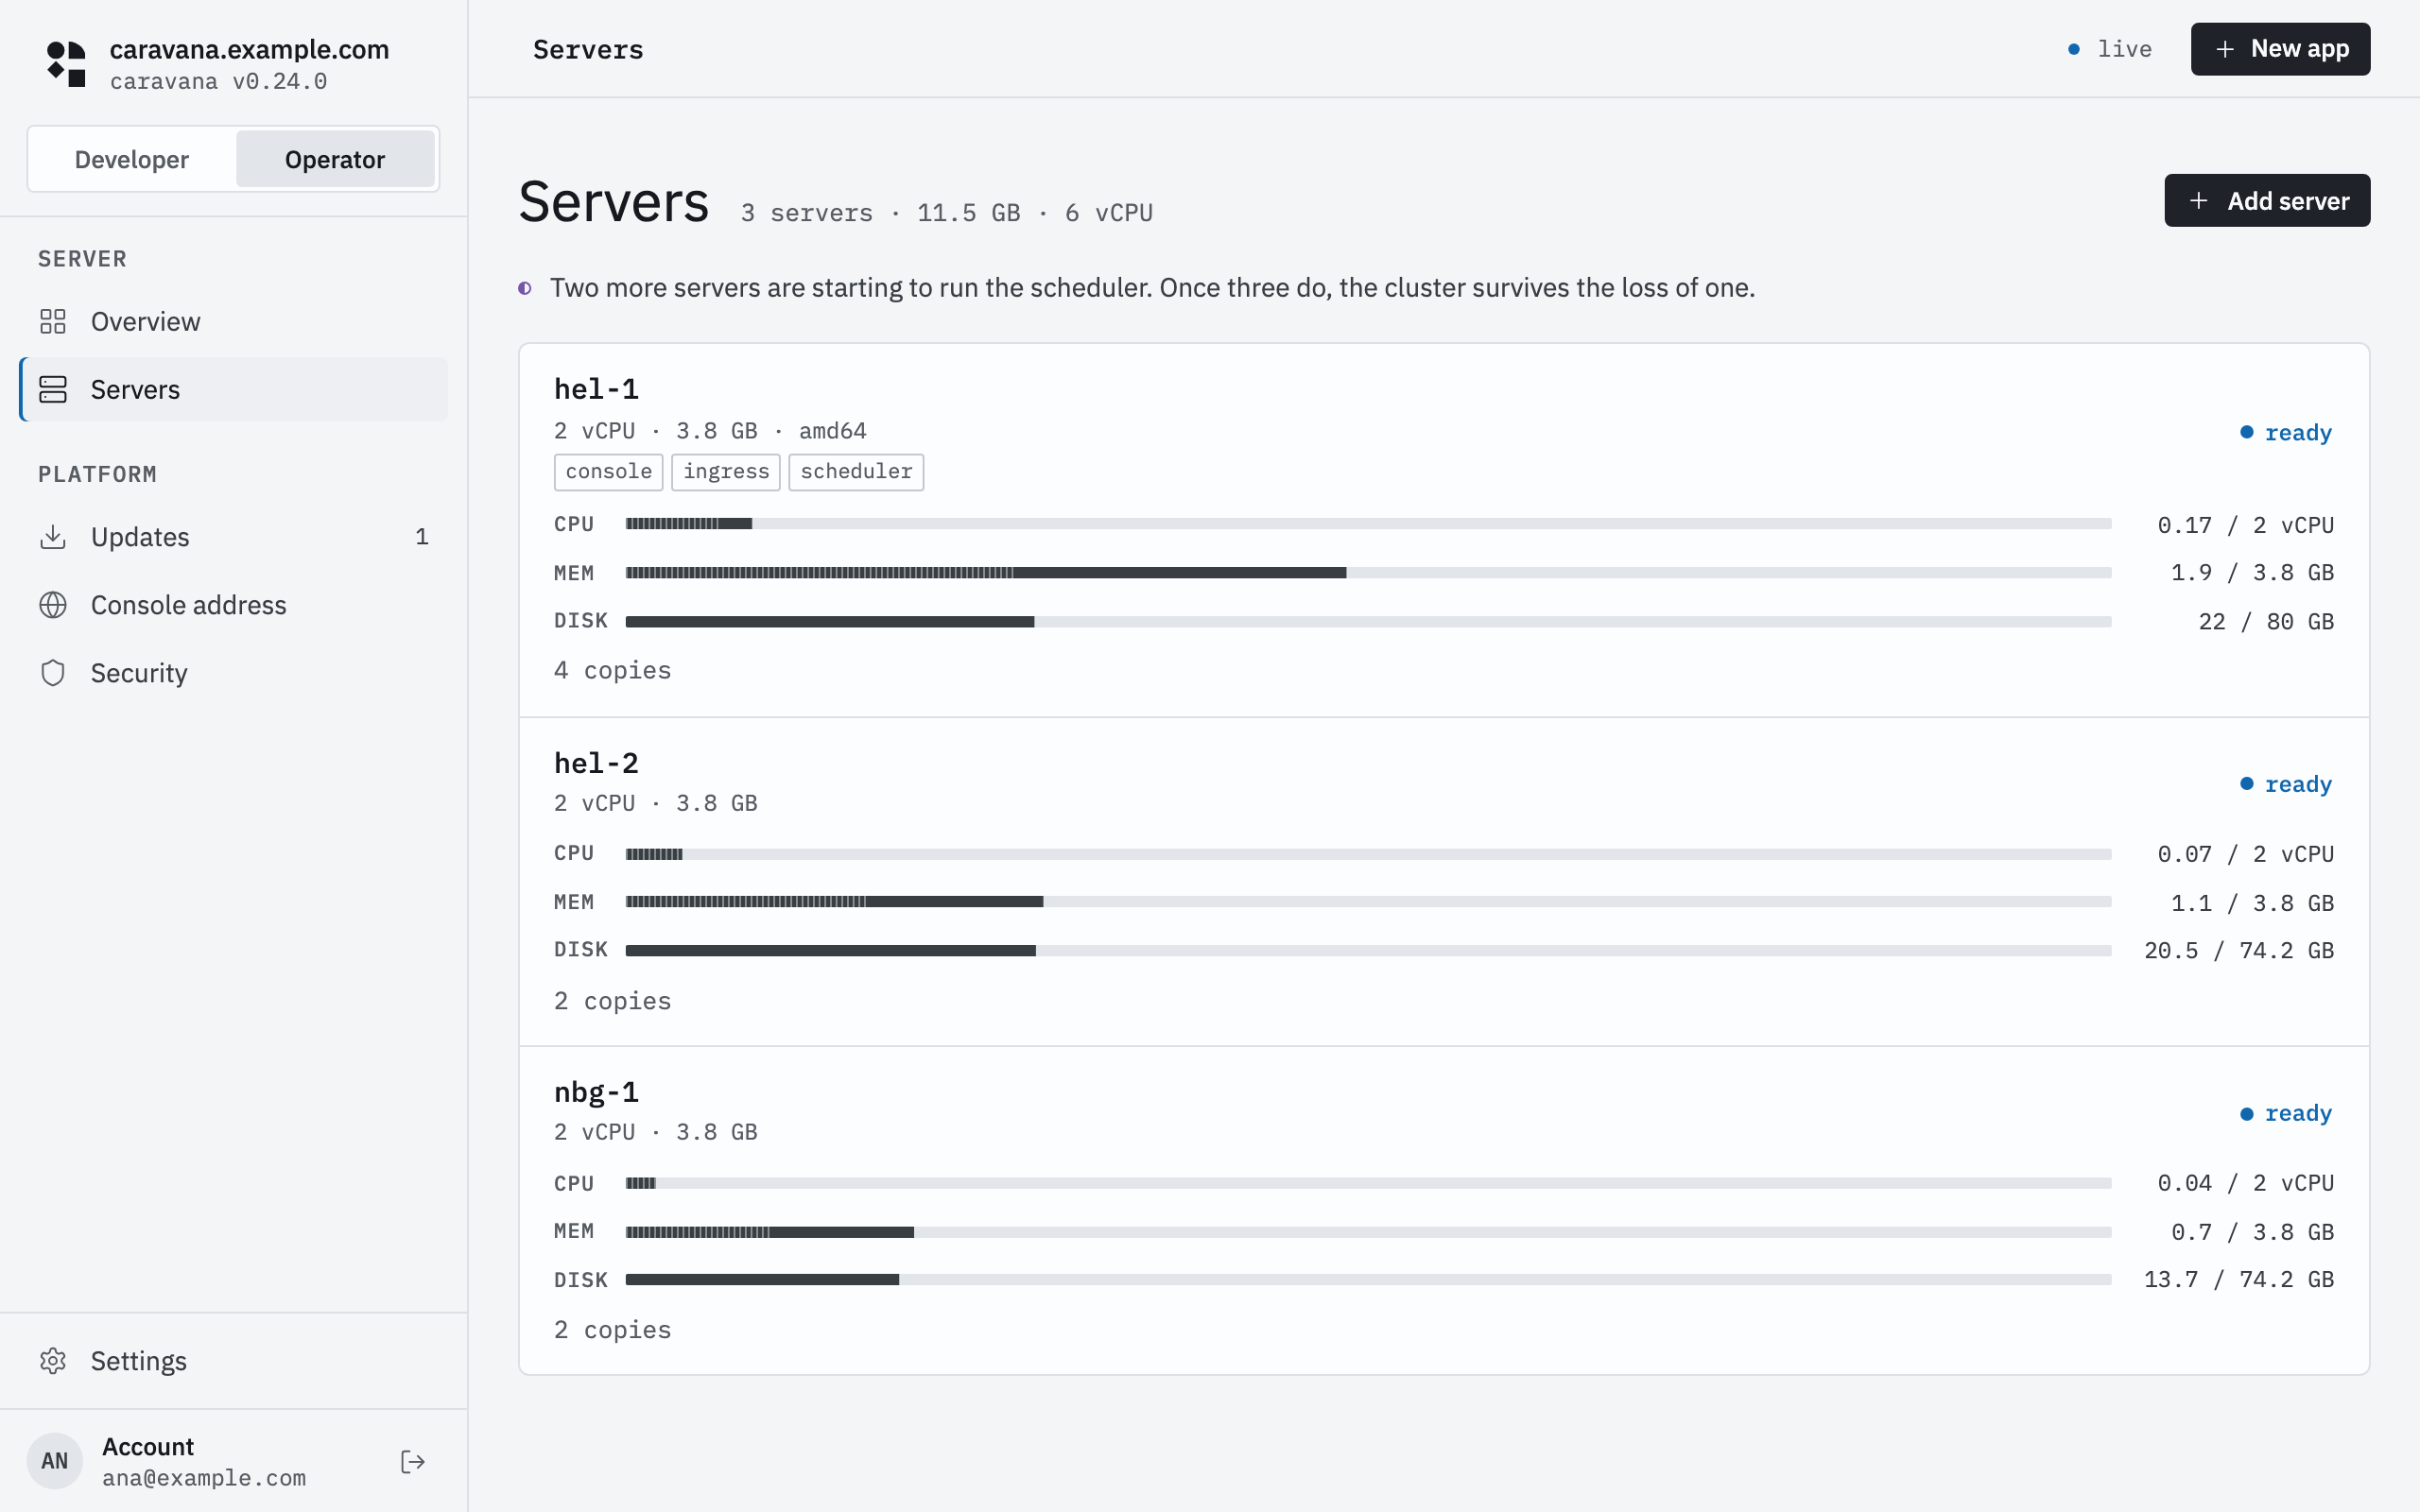 caravana.example.com
caravana v0.24.0
Developer
Operator
SERVER
Overview
Servers
PLATFORM
Updates 1
Console address
Security
Settings
AN
Account
ana@example.com
Servers
live
+ New app
Servers
3 servers · 11.5 GB · 6 vCPU
+ Add server
Two more servers are starting to run the scheduler. Once three do, the cluster survives the loss of one.
hel-1
2 vCPU · 3.8 GB · amd64
ready
console ingress scheduler
CPU 0.17 / 2 vCPU
MEM 1.9 / 3.8 GB
DISK 22 / 80 GB
4 copies
hel-2
2 vCPU · 3.8 GB
ready
CPU 0.07 / 2 vCPU
MEM 1.1 / 3.8 GB
DISK 20.5 / 74.2 GB
2 copies
nbg-1
2 vCPU · 3.8 GB
ready
CPU 0.04 / 2 vCPU
MEM 0.7 / 3.8 GB
DISK 13.7 / 74.2 GB
2 copies